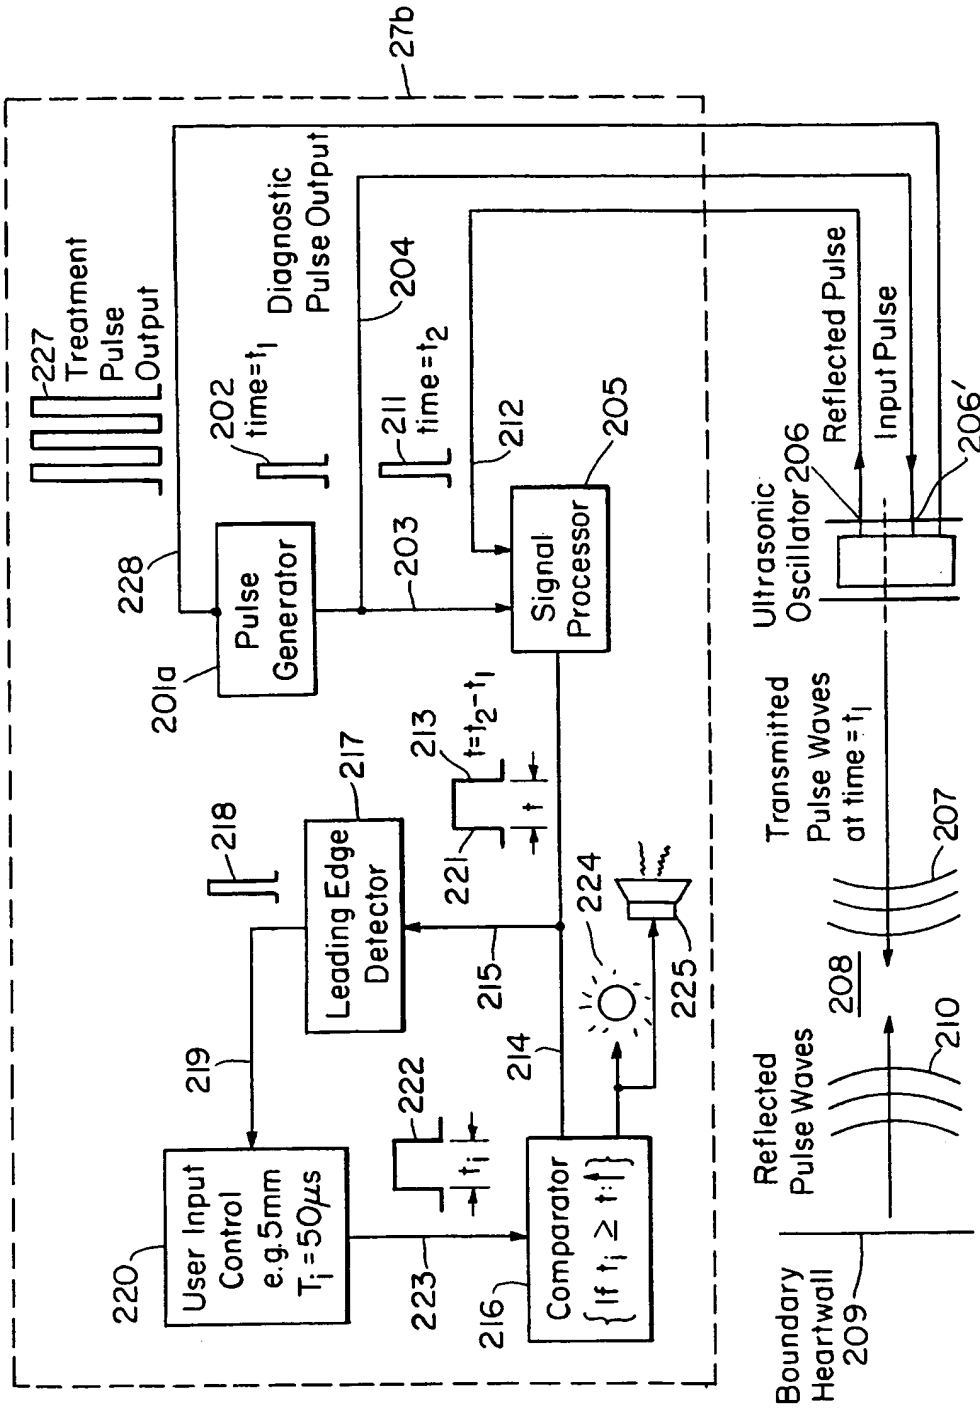 220
User Input
Control
e.g. 5mm
Ti = 50μs
219
218
Leading Edge
Detector
217
201a
Pulse
Generator
228
227
Treatment
Pulse
Output
202
time=t1
223
222
ti
215
221
t
213
t=t2-t1
203
211
time=t2
204
Diagnostic
Pulse Output
27b
216
Comparator
{If ti ≥ t:}
214
224
225
Signal
Processor
205
212
Boundary
Heartwall
209
Reflected
Pulse Waves
210
208
207
Transmitted
Pulse Waves
at time = t1
Ultrasonic
Oscillator 206
206'
Reflected Pulse
Input Pulse